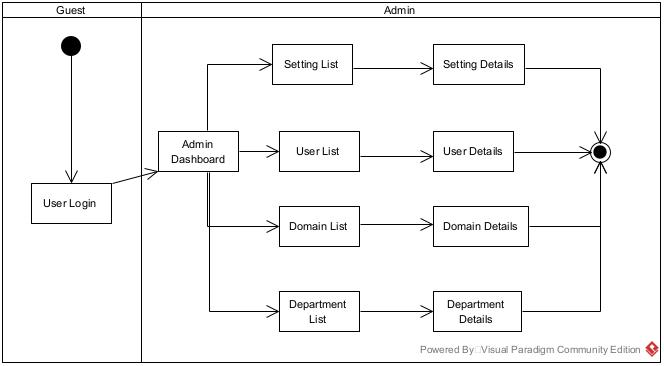 Guest
Admin
Setting List
Setting Details
Admin
Dashboard
User List
User Details
User Login
Domain List
Domain Details
Department
List
Department
Details
Powered By Visual Paradigm Community Edition